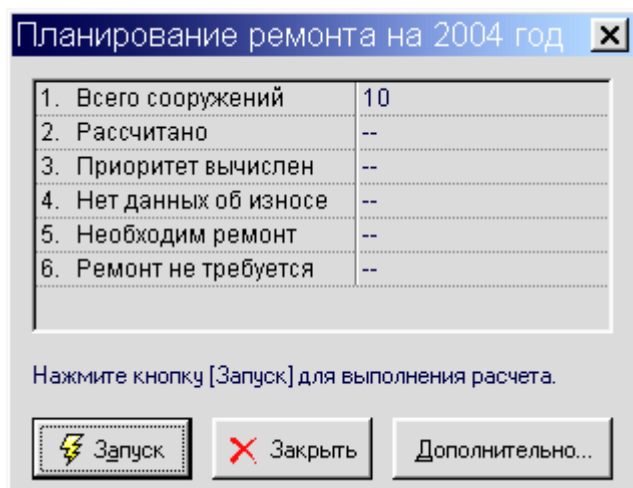 Планирование ремонта на 2004 год
1. Всего сооружений 10
2. Рассчитано --
3. Приоритет вычислен --
4. Нет данных об износе --
5. Необходим ремонт --
6. Ремонт не требуется --
Нажмите кнопку [Запуск] для выполнения расчета.
Запуск Закрыть Дополнительно...